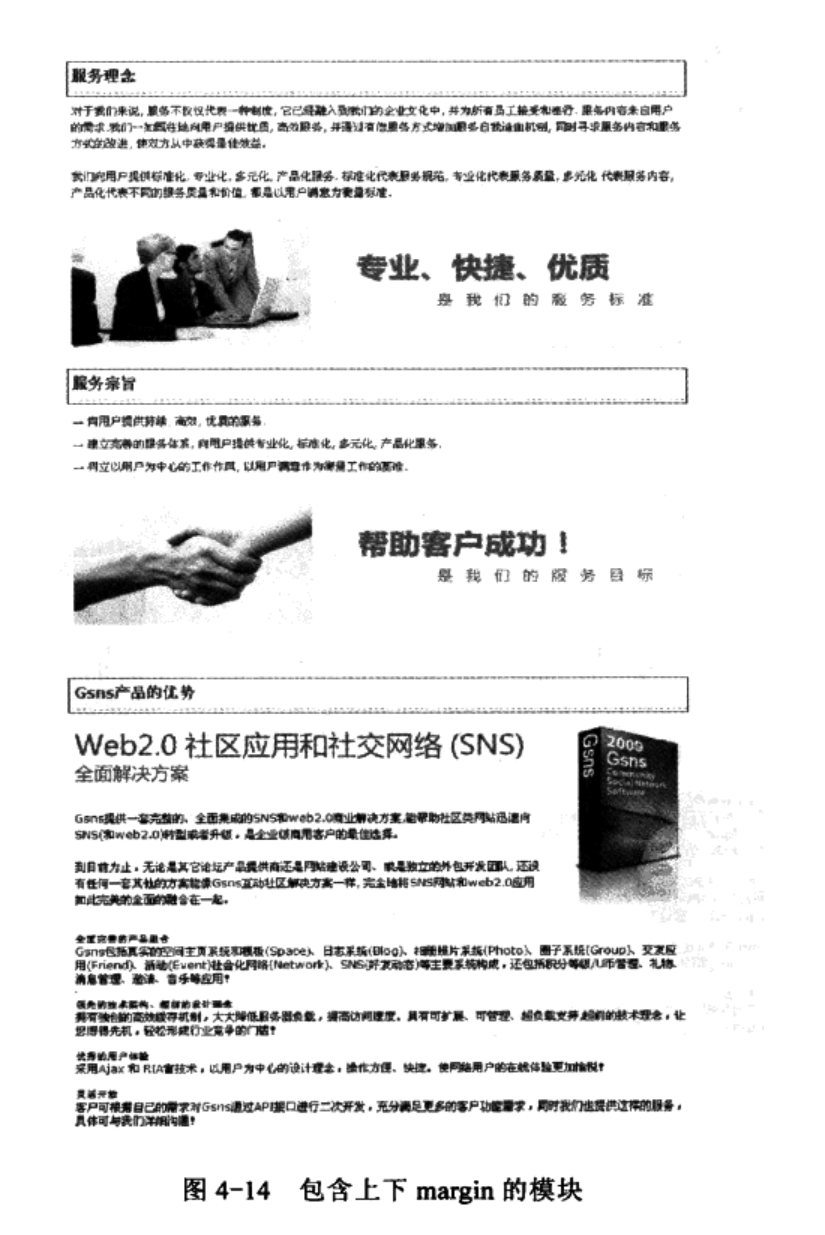 服务理念
对于我们来说，服务不仅仅代表一种制度，它已经融入到我们的企业文化中，并为所有员工接受和奉行．服务内容来自用户
的需求．我们一如既往地向用户提供优质，高效服务，并通过有偿服务方式增加服务自我造血机制，同时寻求服务内容和服务
方式的改进，使双方从中获得最佳效益。
我们向用户提供标准化，专业化，多元化，产品化服务．标准化代表服务规范，专业化代表服务质量，多元化 代表服务内容，
产品化代表不同的服务质量和价值，都是以用户满意为衡量标准．
专业、快捷、优质
是我们的服务标准
服务宗旨
一 向用户提供持续 高效，优质的服务．
一 建立完善的服务体系，向用户提供专业化，标准化，多元化，产品化服务．
一 树立以用户为中心的工作作风，以用户满意作为衡量工作的基准．
帮助客户成功！
是我们的服务目标
Gsns产品的优势
Web2.0 社区应用和社交网络 (SNS)
全面解决方案
2009
Gsns
Community
Social Network
Software
Gsns
Gsns提供一套完整的、全面集成的SNS和web2.0商业解决方案，能帮助社区类网站迅速向
SNS(和web2.0)转型或者升级，是企业级商用客户的最佳选择。
到目前为止，无论是其它论坛产品提供商还是网站建设公司、或是独立的外包开发团队，还没
有任何一套其他的方案能像Gsns互动社区解决方案一样，完全地将SNS网站和web2.0应用
如此完美的全面的融合在一起。
全面完善的产品组合
Gsns包括真实的空间主页系统和模板(Space)、日志系统(Blog)、相册照片系统(Photo)、圈子系统(Group)、交友应
用(Friend)、活动(Event)社会化网络(Network)、SNS(好友动态)等主要系统构成，还包括积分等级/U币管理、礼物、
消息管理、邀请、音乐等应用！
领先的技术架构、超前的设计理念
拥有独创的高效缓存机制，大大降低服务器负载，提高访问速度。具有可扩展、可管理、超负载支持，超前的技术理念，让
您赢得先机，轻松形成行业竞争的门槛！
优秀的用户体验
采用Ajax 和 RIA富技术，以用户为中心的设计理念，操作方便、快捷。使网络用户的在线体验更加愉悦！
灵活开放
客户可根据自己的需求对Gsns通过API接口进行二次开发，充分满足更多的客户功能需求，同时我们也提供这样的服务，
具体可与我们详细沟通！
图 4-14 包含上下 margin 的模块